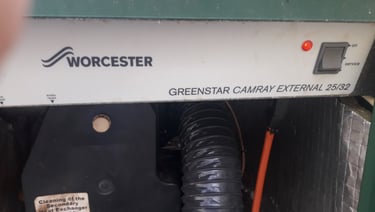 WORCESTER
GREENSTAR CAMRAY EXTERNAL 25/32
Cleaning of the
Secondary
Heat Exchanger